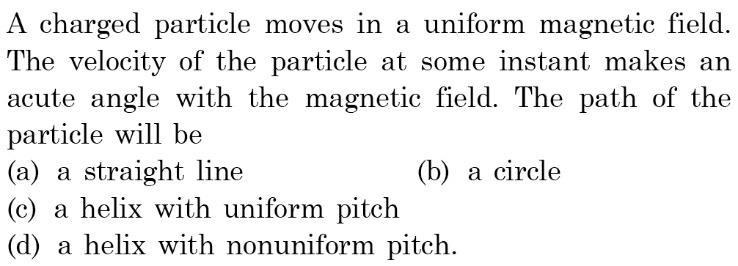 A charged particle moves in a uniform magnetic field.
The velocity of the particle at some instant makes an
acute angle with the magnetic field. The path of the
particle will be
(a) a straight line (b) a circle
(c) a helix with uniform pitch
(d) a helix with nonuniform pitch.